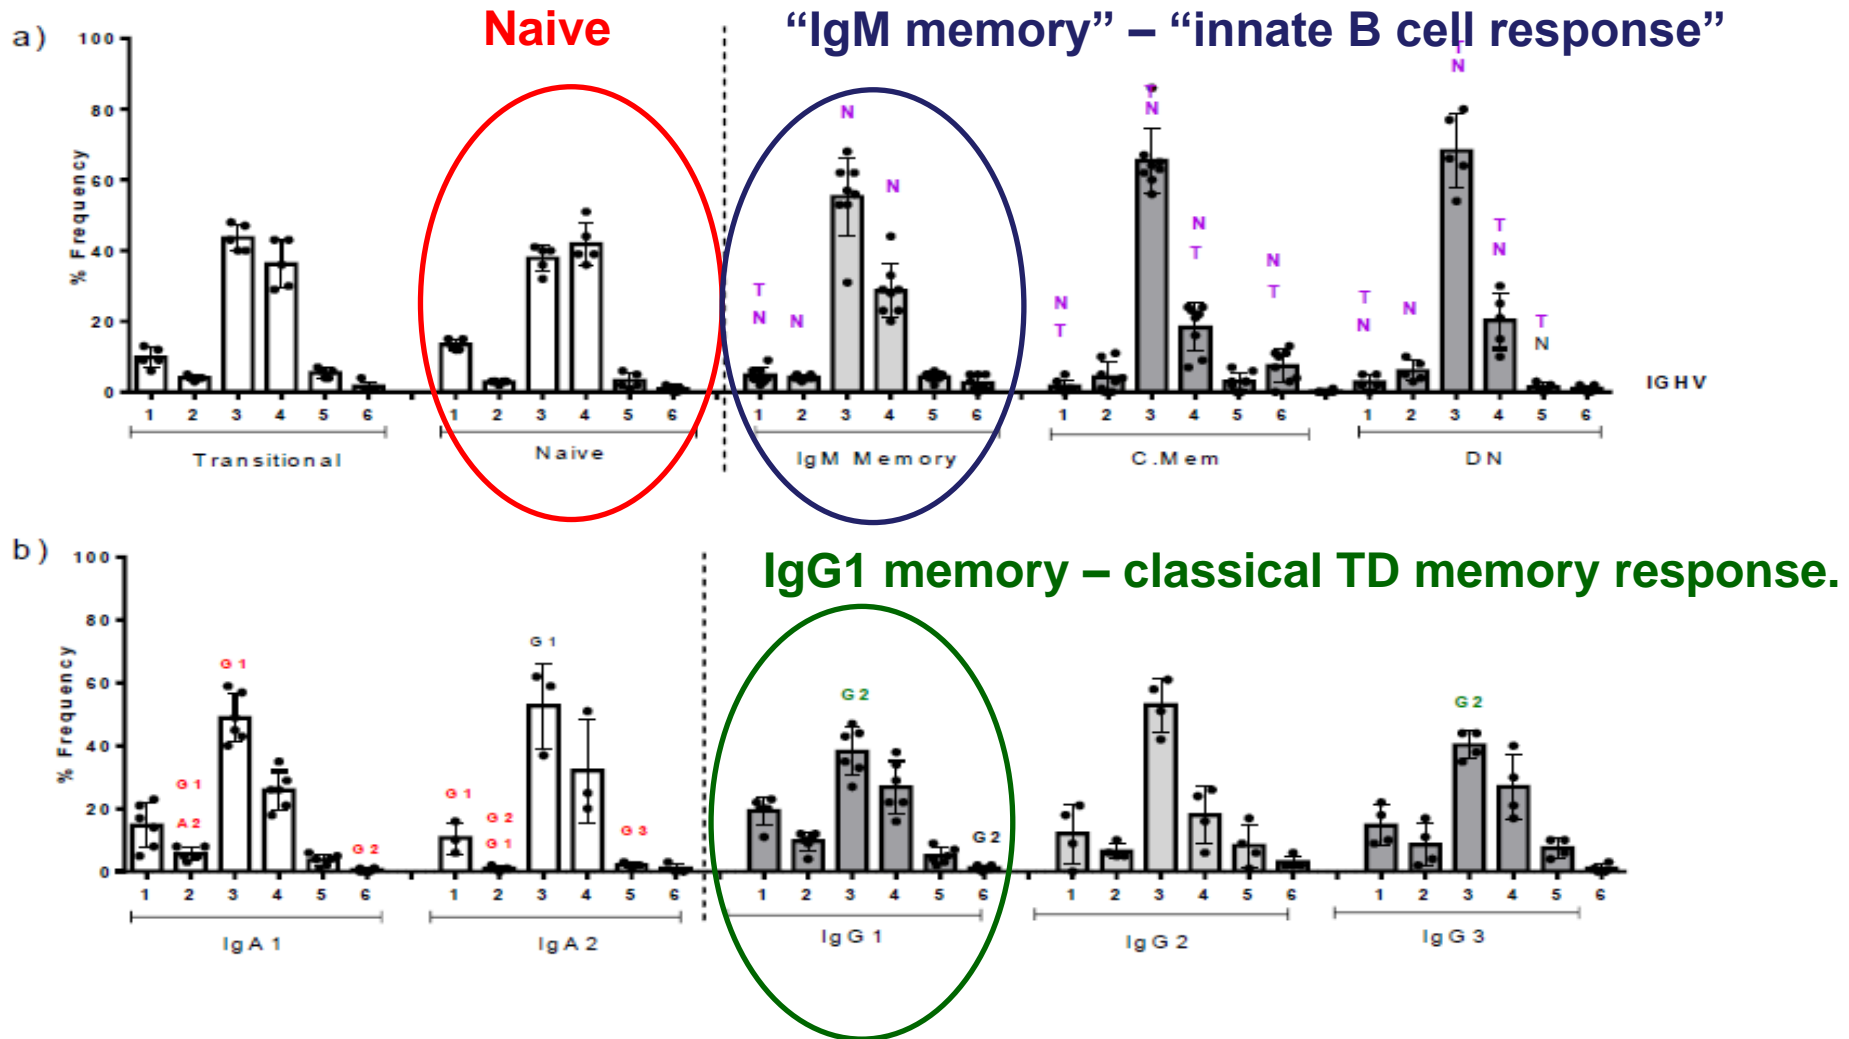 Naive
“IgM memory” – “innate B cell response”
a)
100
80
60
40
20
0
% Frequency
N
N
T
N
N
T
N
N
T
N
T
N
T
T
N
T
N
N
T
N
T
N
1 2 3 4 5 6
1 2 3 4 5 6
1 2 3 4 5 6
1 2 3 4 5 6
1 2 3 4 5 6
IGHV
Transitional
Naive
IgM Memory
C.Mem
DN
b)
IgG1 memory – classical TD memory response.
100
80
60
40
20
0
% Frequency
G1
A2
G1
G2
G1
G2
G1
G1
G3
G2
G2
G2
1 2 3 4 5 6
1 2 3 4 5 6
1 2 3 4 5 6
1 2 3 4 5 6
1 2 3 4 5 6
IgA1
IgA2
IgG1
IgG2
IgG3